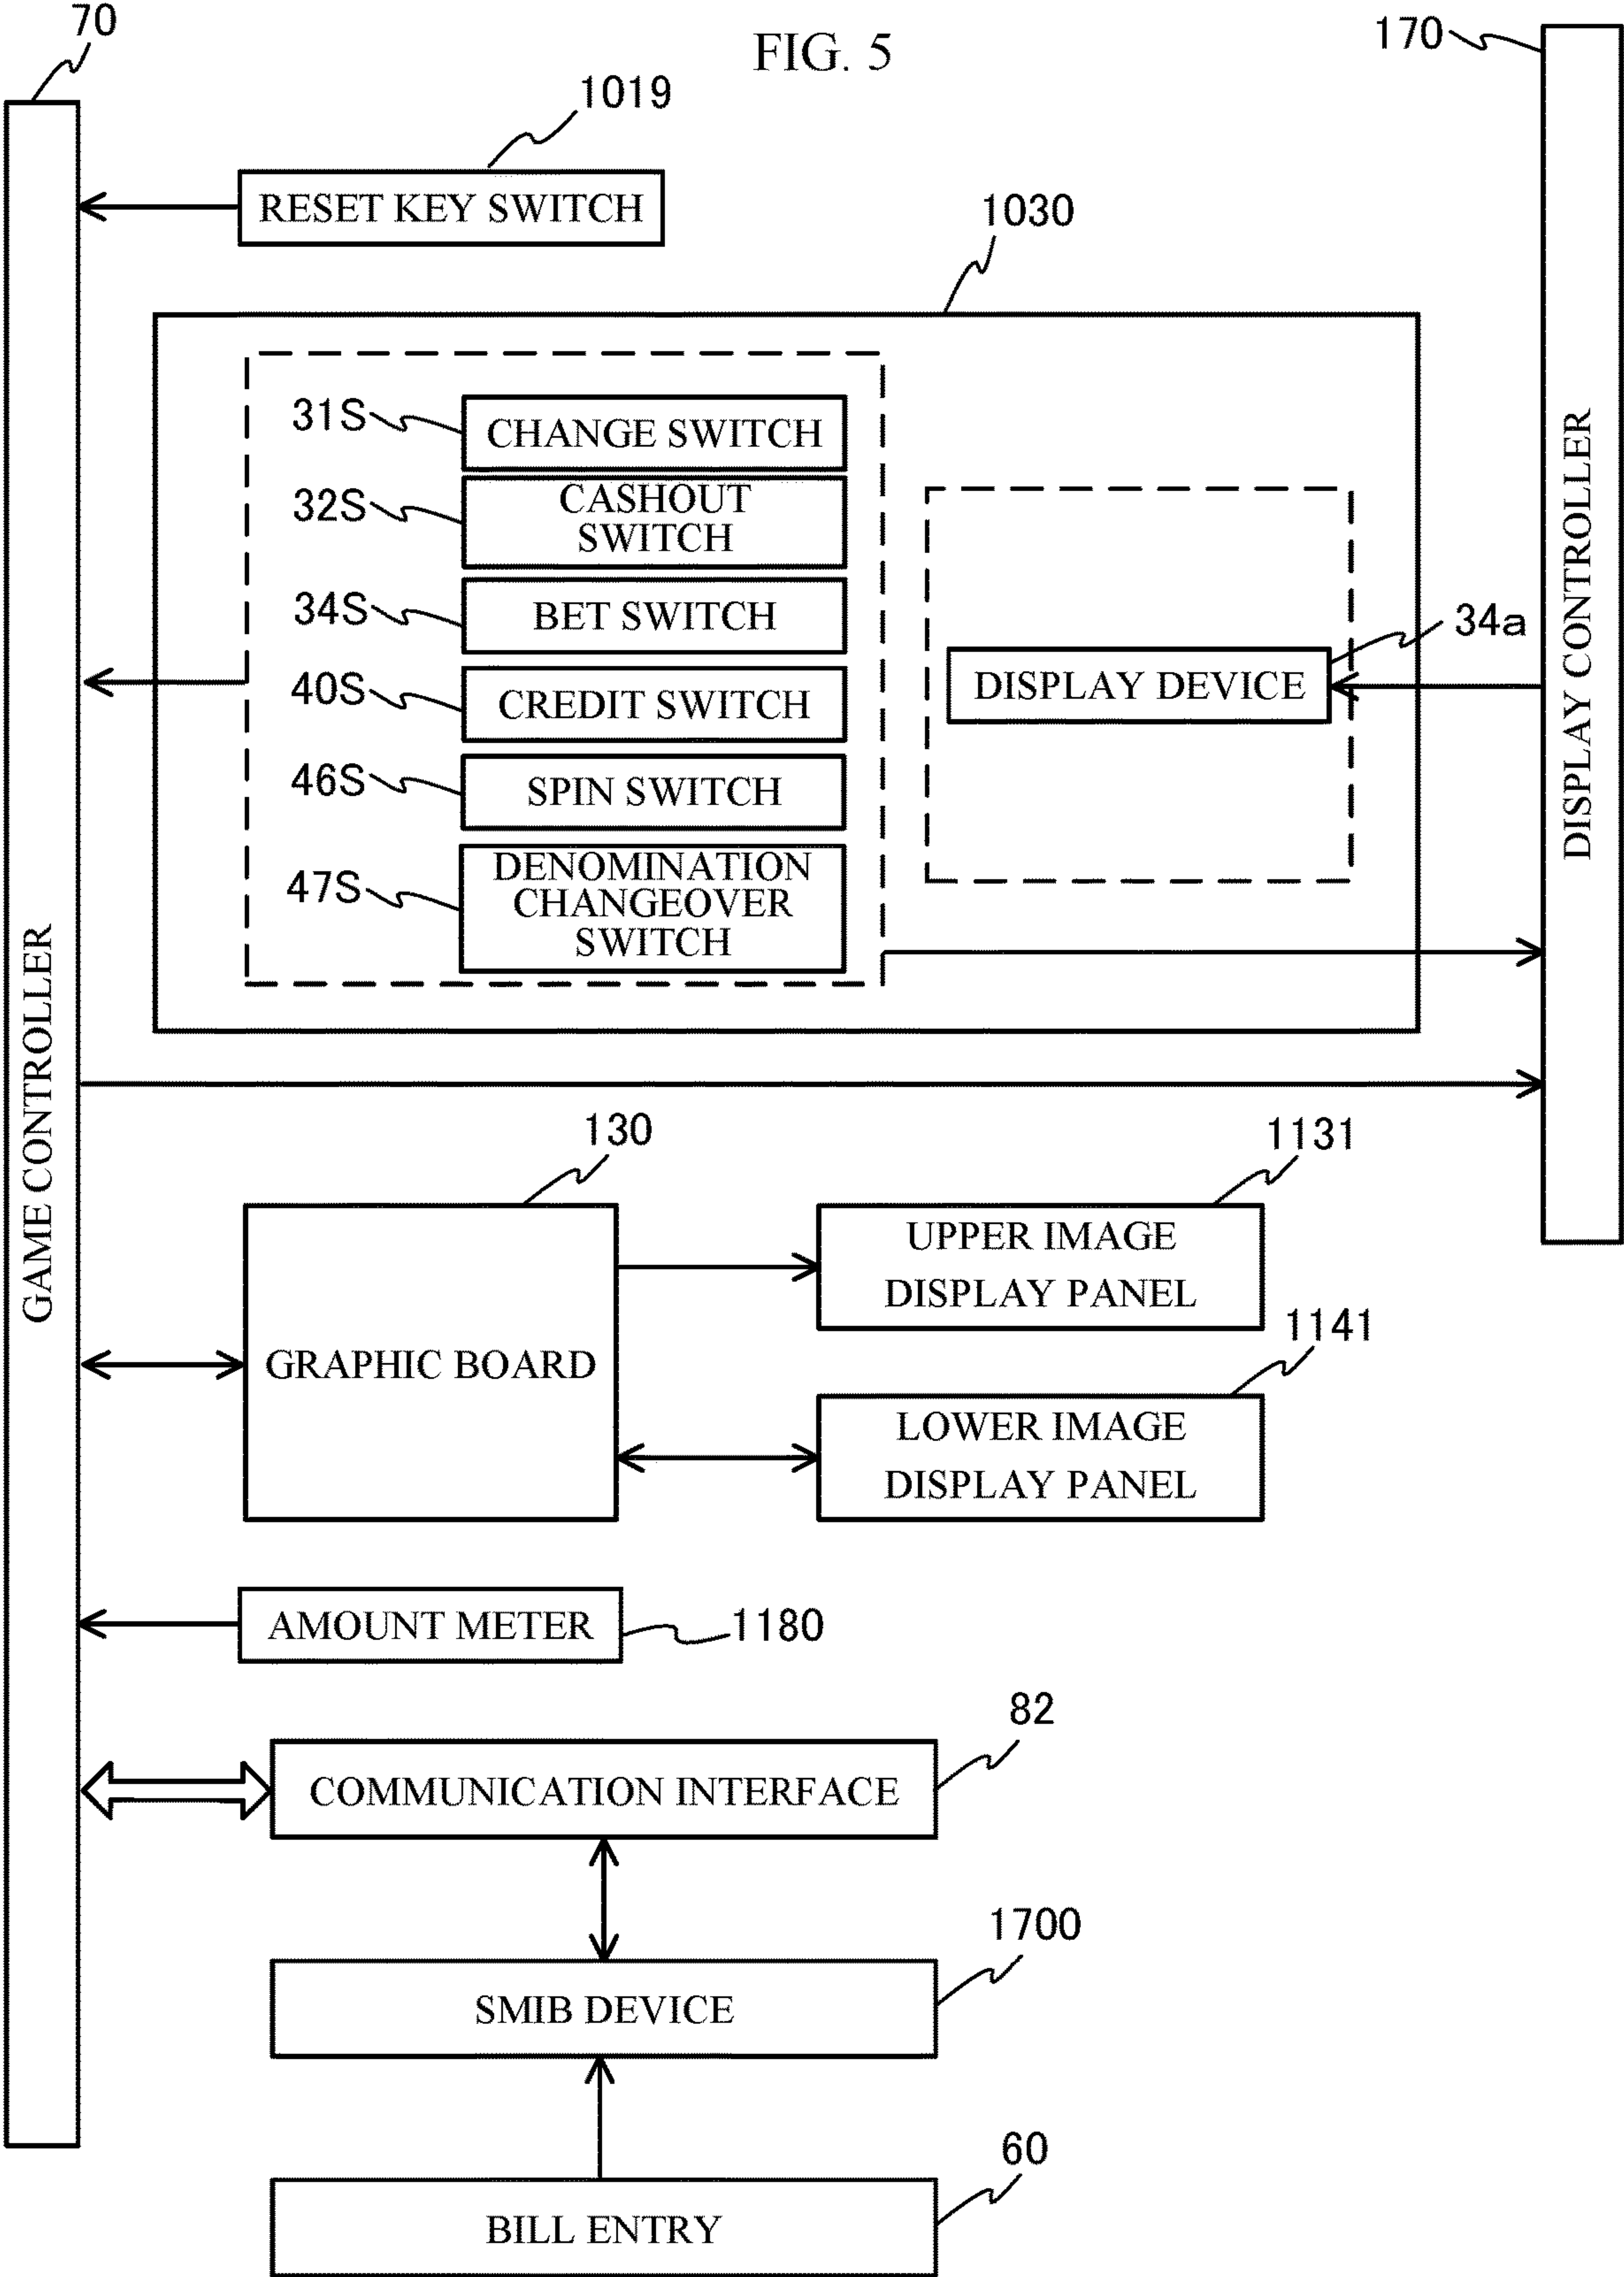 70
FIG. 5
170
1019
RESET KEY SWITCH
1030
31S
CHANGE SWITCH
32S
CASHOUT
SWITCH
34S
BET SWITCH
34a
40S
CREDIT SWITCH
DISPLAY DEVICE
46S
SPIN SWITCH
47S
DENOMINATION
CHANGEOVER
SWITCH
DISPLAY CONTROLLER
GAME CONTROLLER
130
1131
GRAPHIC BOARD
UPPER IMAGE
DISPLAY PANEL
1141
LOWER IMAGE
DISPLAY PANEL
AMOUNT METER
1180
82
COMMUNICATION INTERFACE
1700
SMIB DEVICE
60
BILL ENTRY